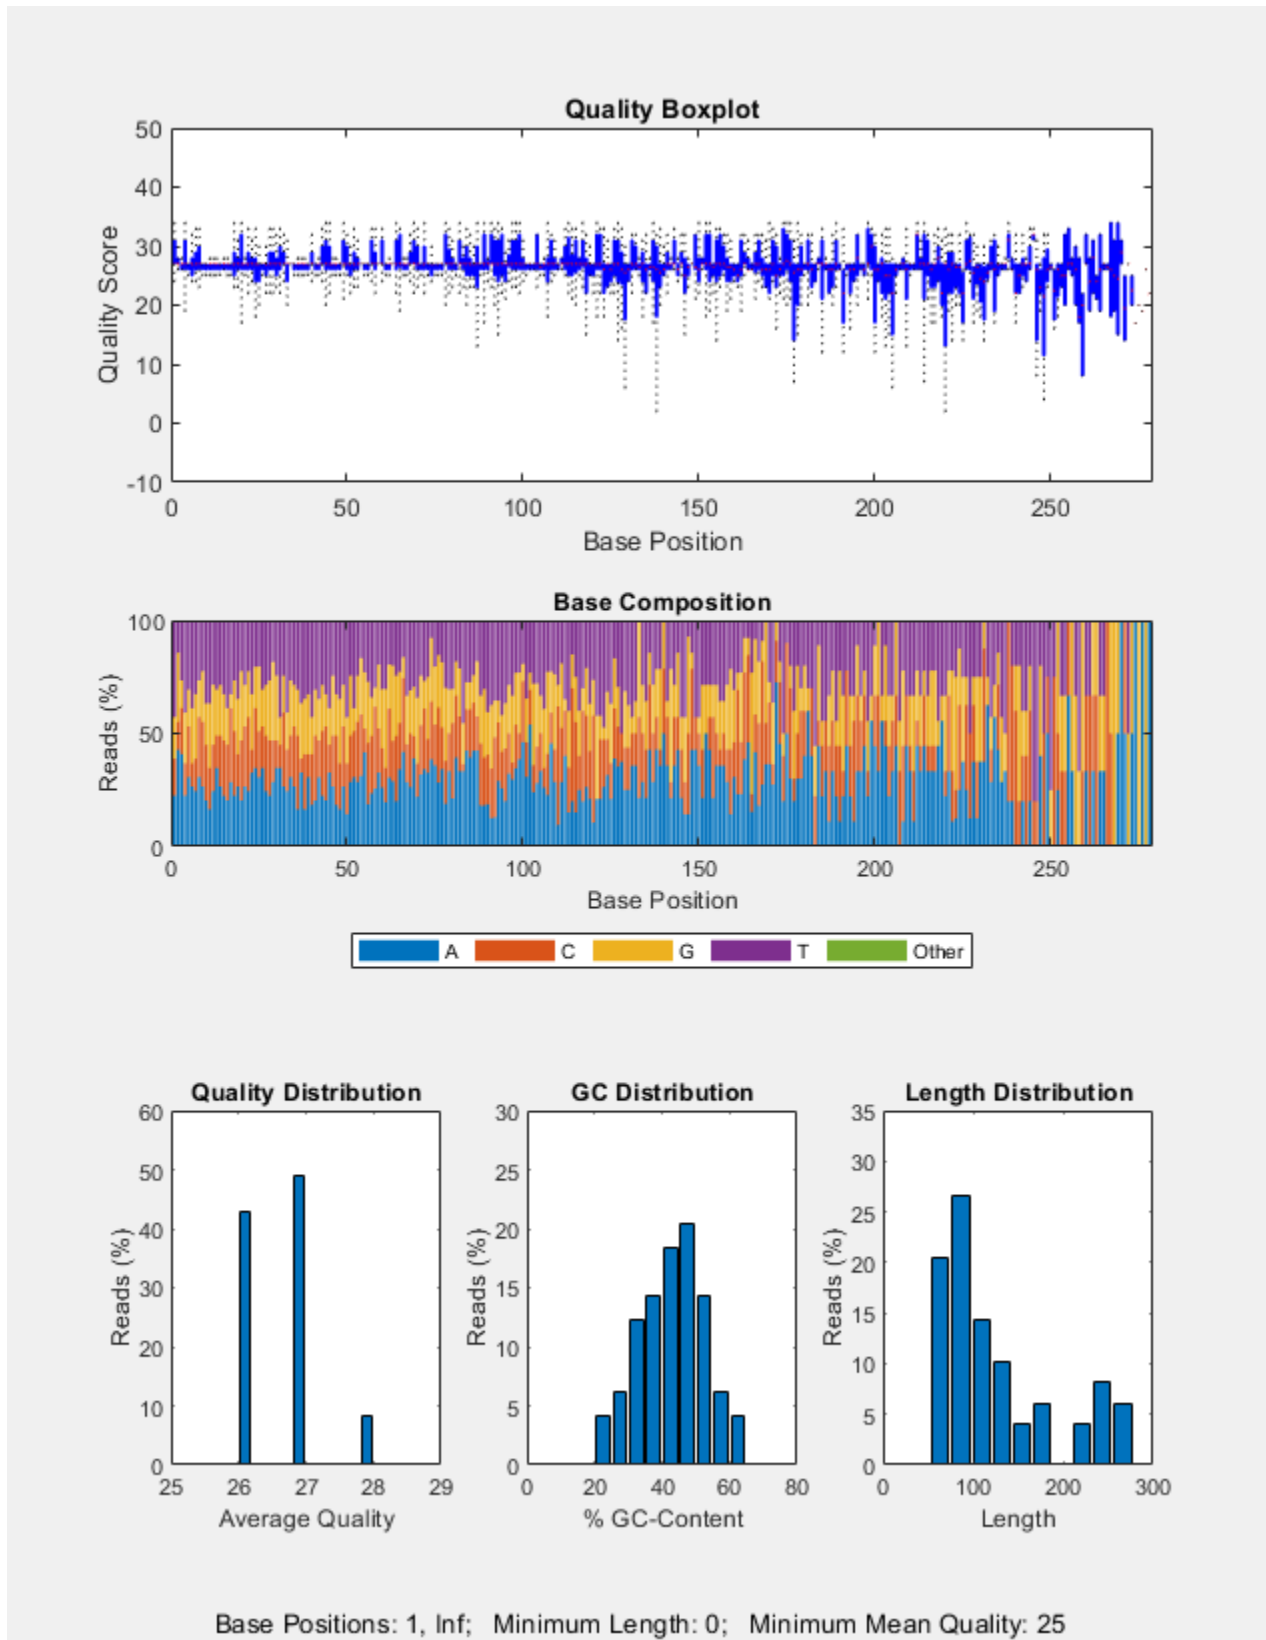 Quality Boxplot
50
40
30
20
10
0
-10
Quality Score
0 50 100 150 200 250
Base Position
Base Composition
100
50
0
Reads (%)
0 50 100 150 200 250
Base Position
A C G T Other
Quality Distribution
60
50
40
30
20
10
0
Reads (%)
25 26 27 28 29
Average Quality
GC Distribution
30
25
20
15
10
5
0
Reads (%)
0 20 40 60 80
% GC-Content
Length Distribution
35
30
25
20
15
10
5
0
Reads (%)
0 100 200 300
Length
Base Positions: 1, Inf; Minimum Length: 0; Minimum Mean Quality: 25